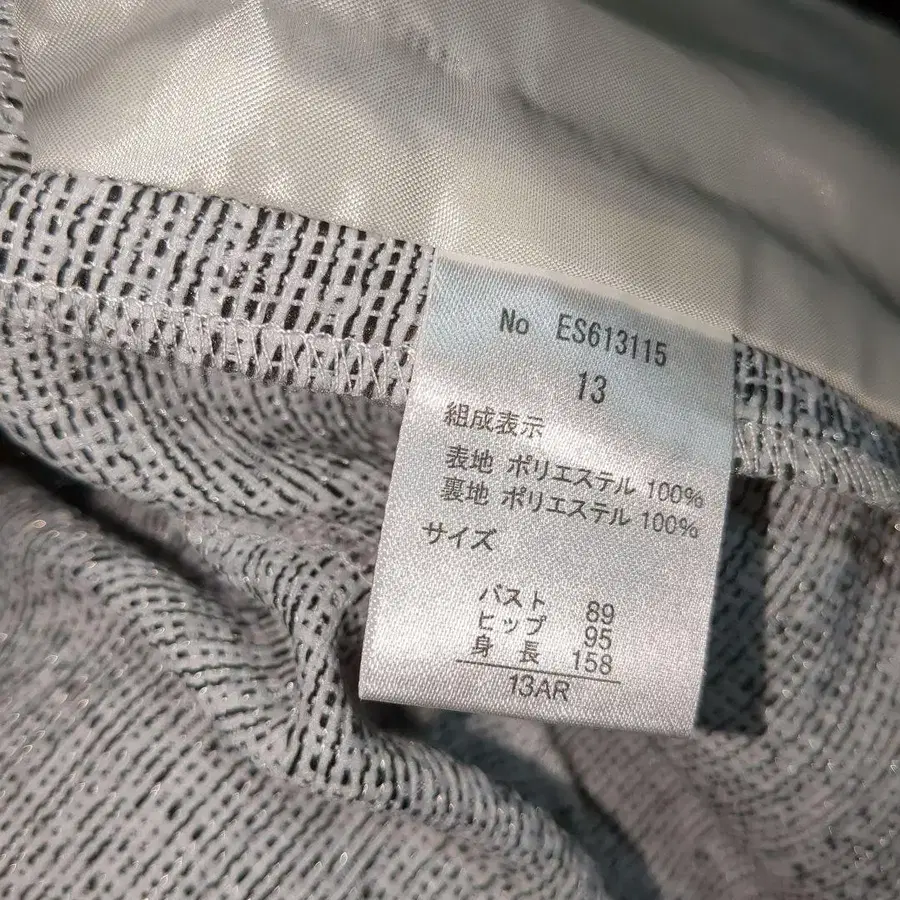 No ES613115
13
組成表示
表地 ポリエステル 100%
裏地 ポリエステル 100%
サイズ
バスト 89
ヒップ 95
身長 158
13AR